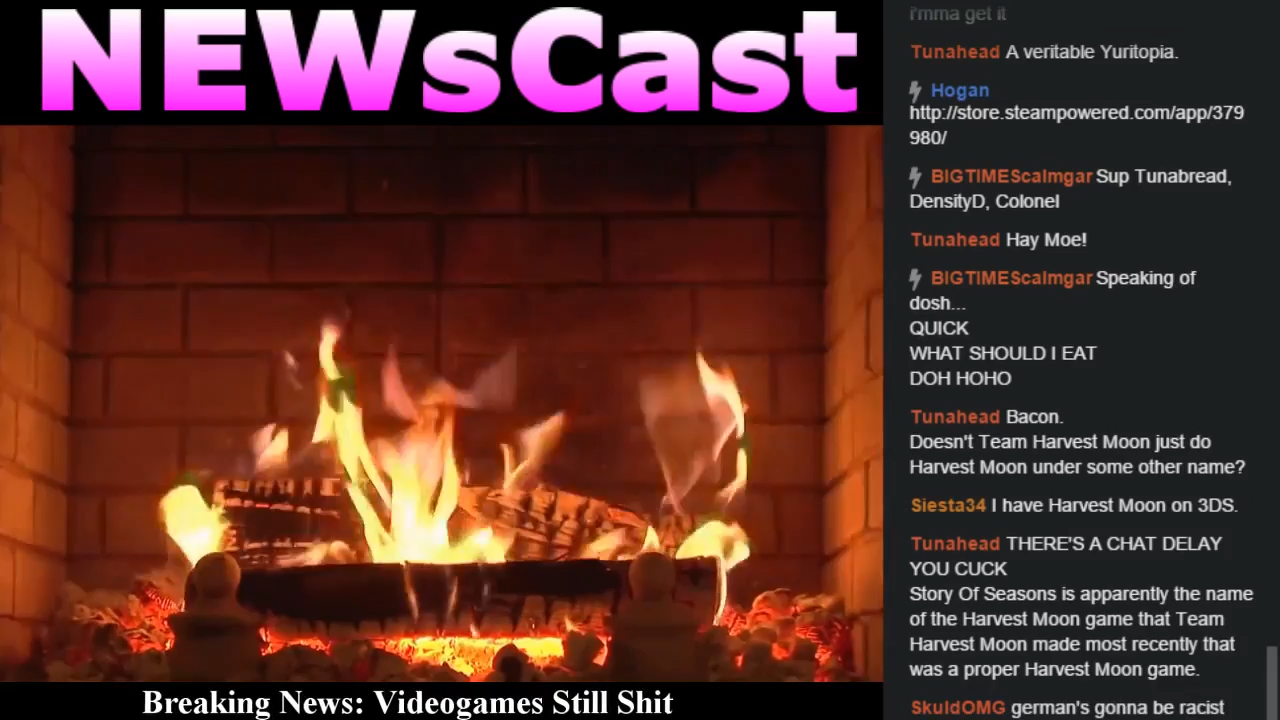 NEWsCast
Breaking News: Videogames Still Shit
i'mma get it
Tunahead A veritable Yuritopia.
Hogan
http://store.steampowered.com/app/379
980/
BIGTIMEScalmgar Sup Tunabread,
DensityD, Colonel
Tunahead Hay Moe!
BIGTIMEScalmgar Speaking of
dosh...
QUICK
WHAT SHOULD I EAT
DOH HOHO
Tunahead Bacon.
Doesn't Team Harvest Moon just do
Harvest Moon under some other name?
Siesta34 I have Harvest Moon on 3DS.
Tunahead THERE'S A CHAT DELAY
YOU CUCK
Story Of Seasons is apparently the name
of the Harvest Moon game that Team
Harvest Moon made most recently that
was a proper Harvest Moon game.
SkuldOMG german's gonna be racist